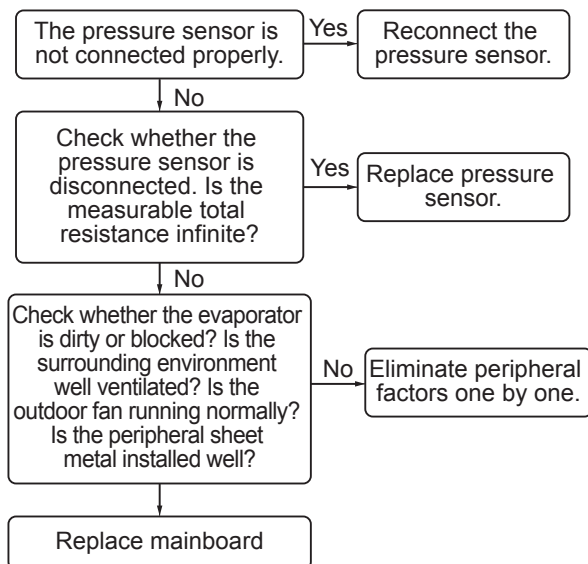 The pressure sensor is
not connected properly.
Yes
Reconnect the
pressure sensor.
No
Check whether the
pressure sensor is
disconnected. Is the
measurable total
resistance infinite?
Yes
Replace pressure
sensor.
No
Check whether the evaporator
is dirty or blocked? Is the
surrounding environment
well ventilated? Is the
outdoor fan running normally?
Is the peripheral sheet
metal installed well?
No
Eliminate peripheral
factors one by one.
Replace mainboard